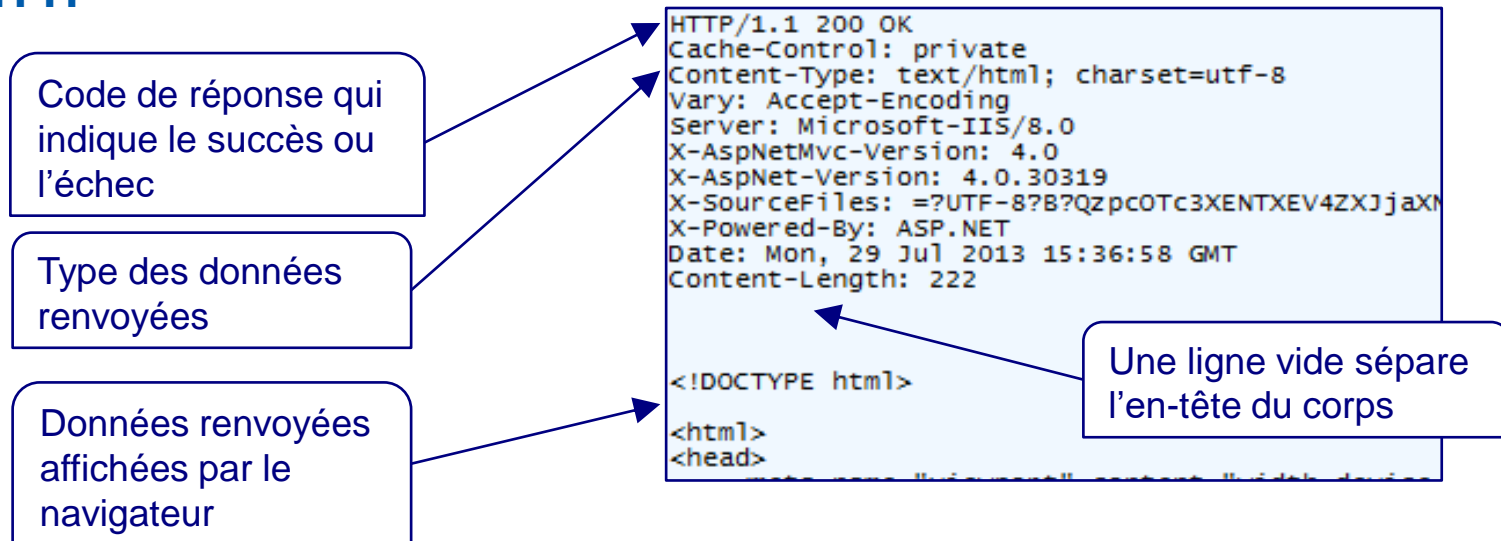 Code de réponse qui
indique le succès ou
l'échec
Type des données
renvoyées
Données renvoyées
affichées par le
navigateur
HTTP/1.1 200 OK
Cache-Control: private
Content-Type: text/html; charset=utf-8
Vary: Accept-Encoding
Server: Microsoft-IIS/8.0
X-AspNetMvc-Version: 4.0
X-AspNet-Version: 4.0.30319
X-SourceFiles: =?UTF-8?B?QzpcOTc3XENTXEV4ZXJjaX
X-Powered-By: ASP.NET
Date: Mon, 29 Jul 2013 15:36:58 GMT
Content-Length: 222
<!DOCTYPE html>
<html>
<head>
Une ligne vide sépare
l'en-tête du corps